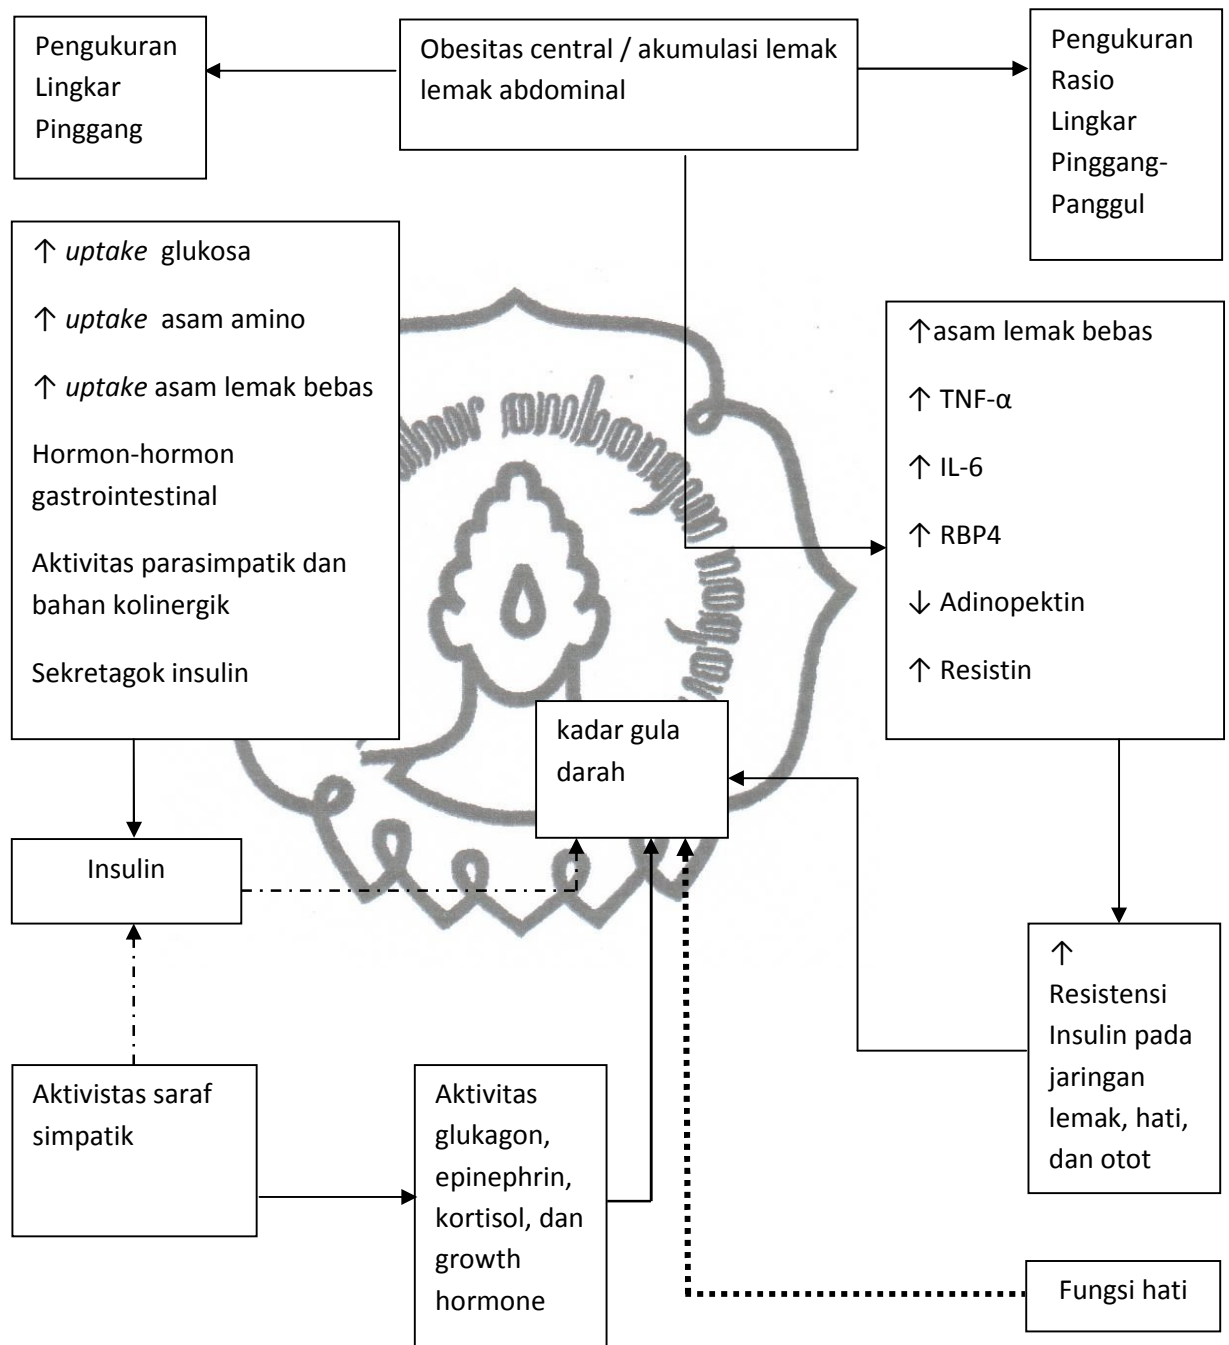 Pengukuran
Lingkar
Pinggang
Obesitas central / akumulasi lemak
lemak abdominal
Pengukuran
Rasio
Lingkar
Pinggang-
Panggul
↑ uptake glukosa
↑ uptake asam amino
↑ uptake asam lemak bebas
Hormon-hormon
gastrointestinal
Aktivitas parasimpatik dan
bahan kolinergik
Sekretagok insulin
↑asam lemak bebas
↑ TNF-α
↑ IL-6
↑ RBP4
↓ Adinopektin
↑ Resistin
kadar gula
darah
Insulin
↑
Resistensi
Insulin pada
jaringan
lemak, hati,
dan otot
Aktivistas saraf
simpatik
Aktivitas
glukagon,
epinephrin,
kortisol, dan
growth
hormone
Fungsi hati